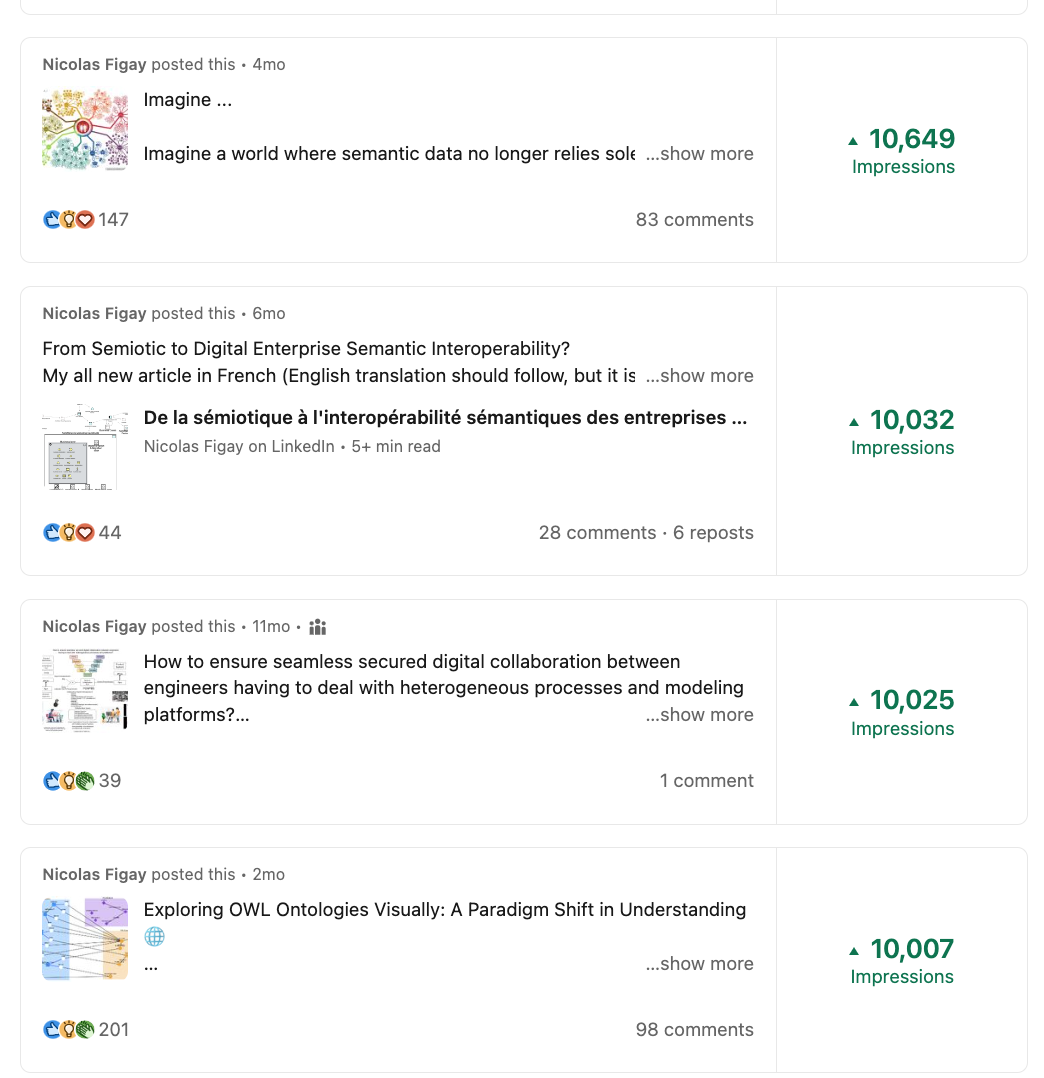 Nicolas Figay posted this • 4mo
Imagine ...
Imagine a world where semantic data no longer relies sole ...show more
147
83 comments
10,649
Impressions
Nicolas Figay posted this • 6mo
From Semiotic to Digital Enterprise Semantic Interoperability?
My all new article in French (English translation should follow, but it is ...show more
De la sémiotique à l'interopérabilité sémantiques des entreprises ...
Nicolas Figay on LinkedIn • 5+ min read
44
28 comments · 6 reposts
10,032
Impressions
Nicolas Figay posted this • 11mo •
How to ensure seamless secured digital collaboration between
engineers having to deal with heterogeneous processes and modeling
platforms?... ...show more
39
1 comment
10,025
Impressions
Nicolas Figay posted this • 2mo
Exploring OWL Ontologies Visually: A Paradigm Shift in Understanding
🌐
... ...show more
201
98 comments
10,007
Impressions